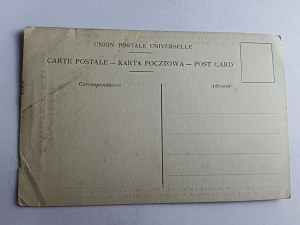 UNION POSTALE UNIVERSELLE
CARTE POSTALE — KARTA POCZTOWA — POST CARD
Correspondance Adresse